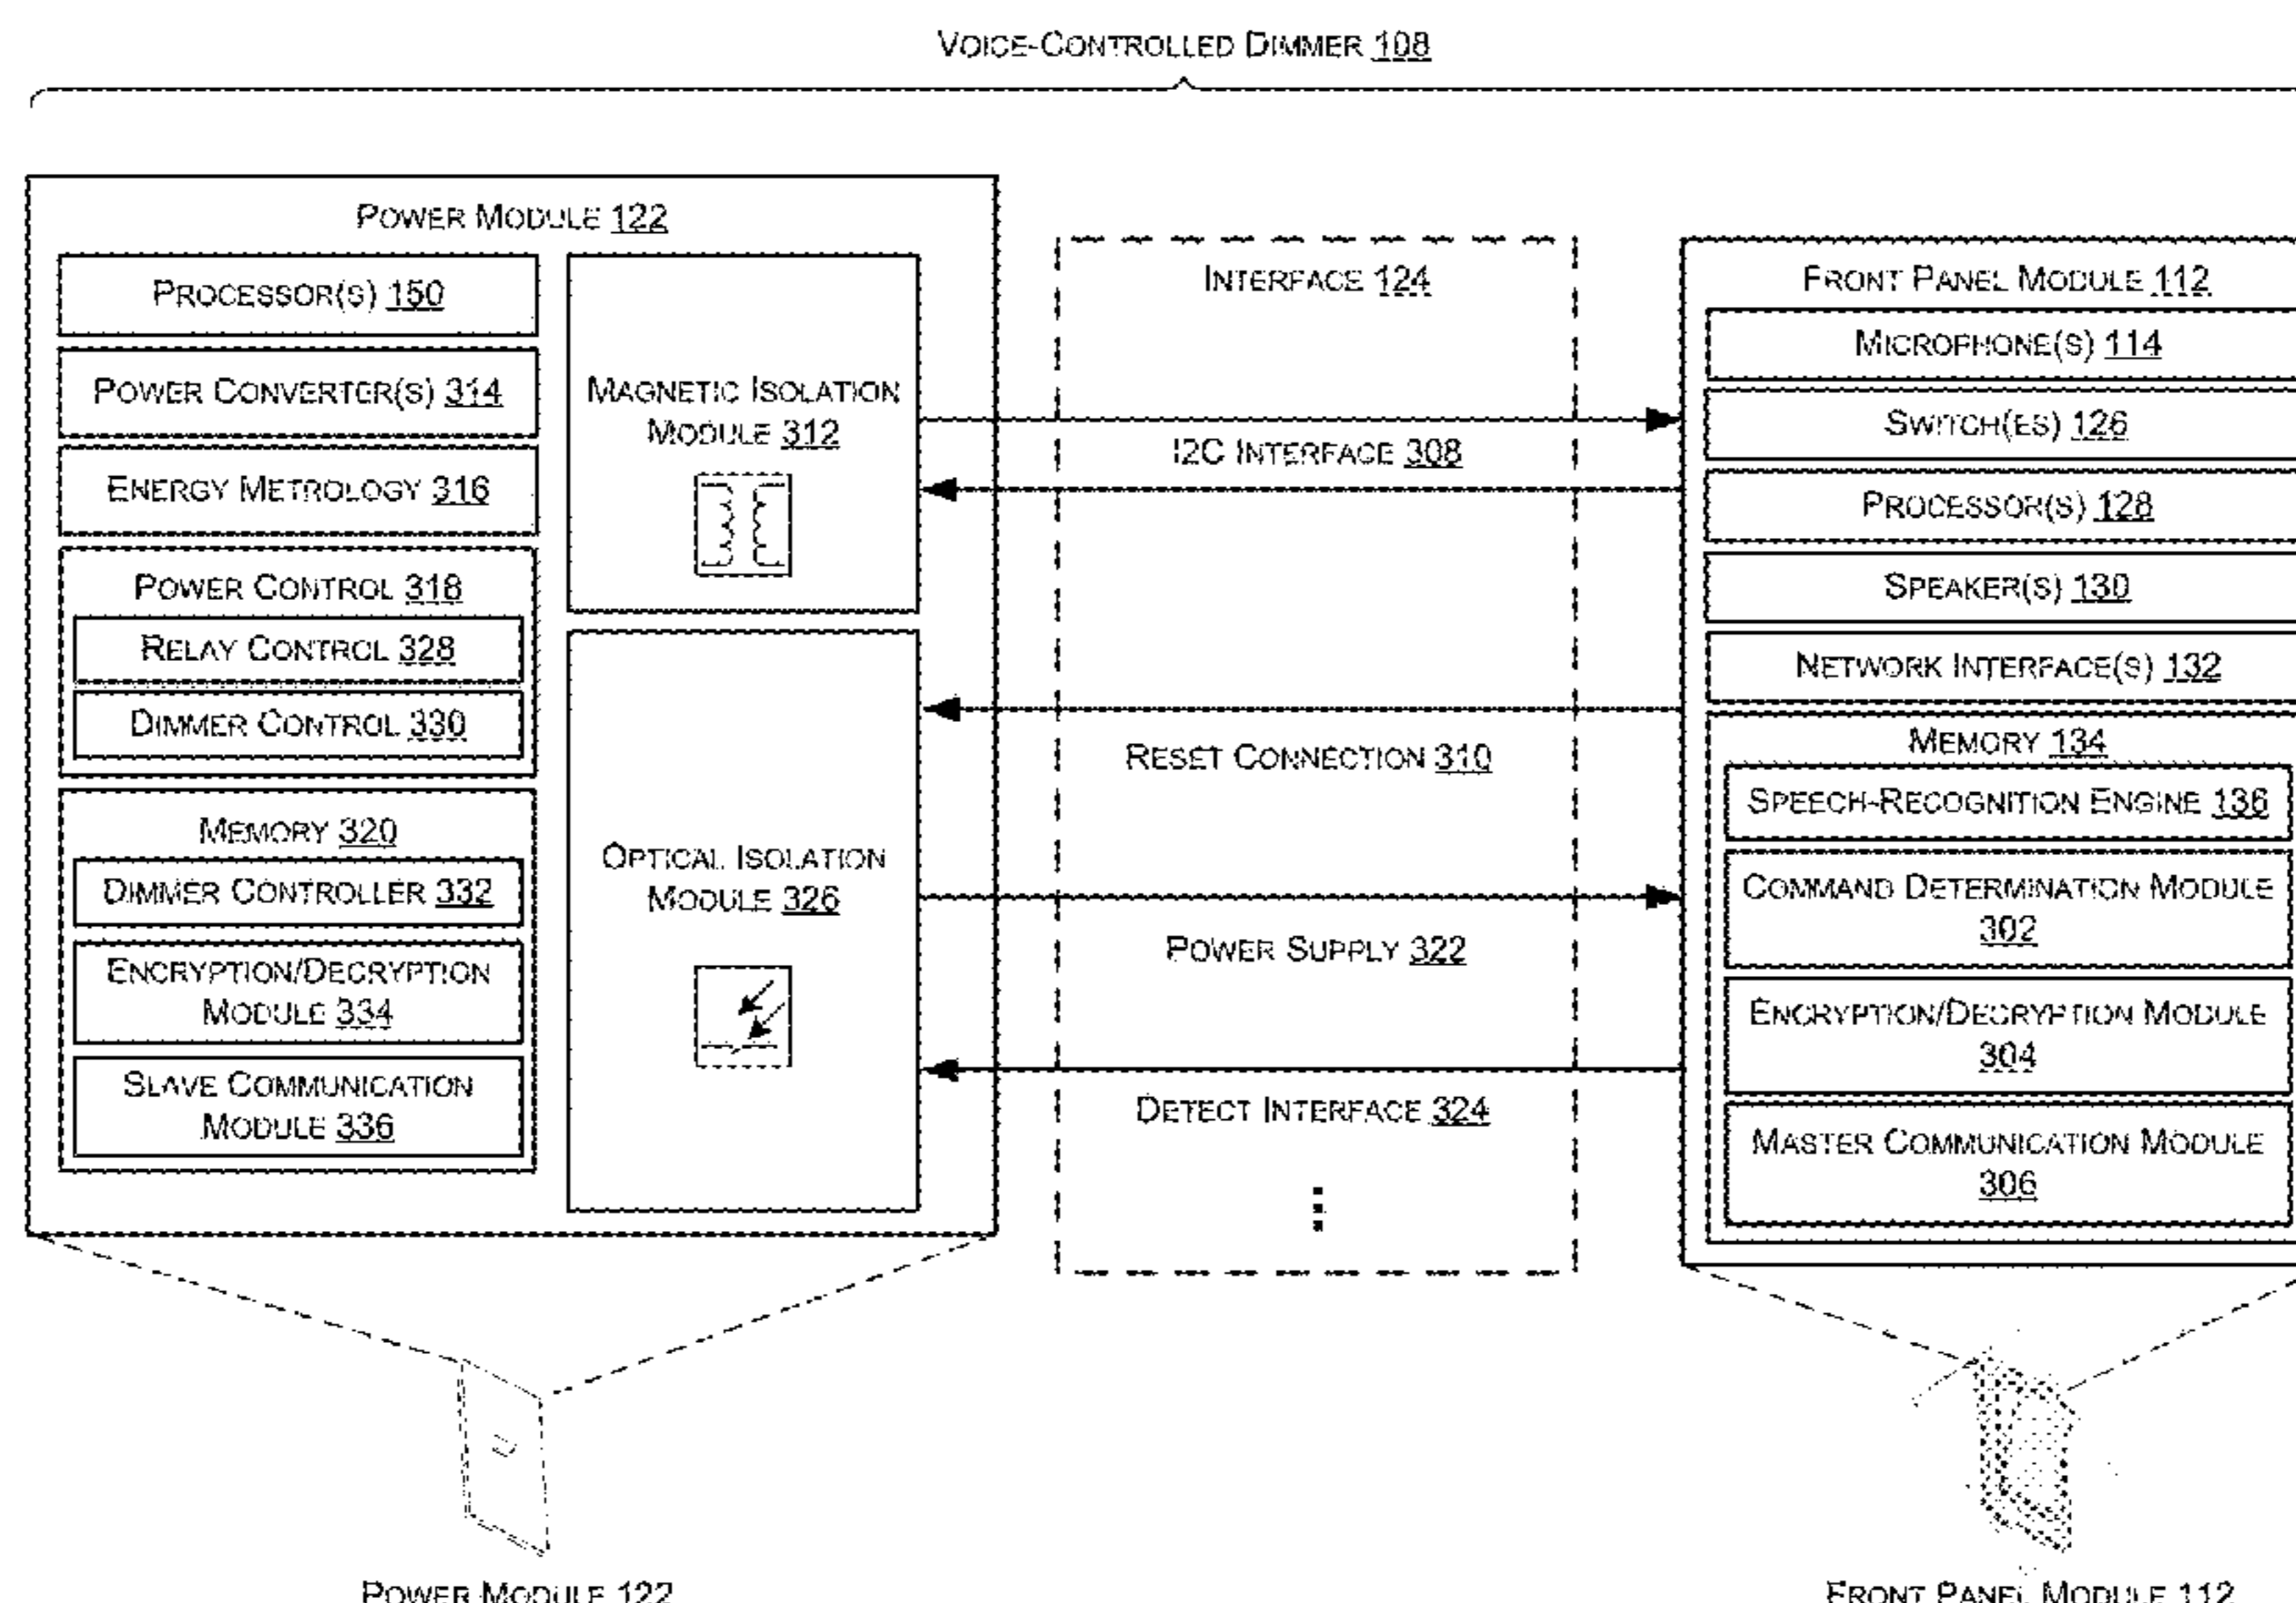 VOICE-CONTROLLED DIMMER 108
POWER MODULE 122
PROCESSOR(S) 150
POWER CONVERTER(S) 314
ENERGY METROLOGY 316
POWER CONTROL 318
RELAY CONTROL 328
DIMMER CONTROL 330
MEMORY 320
DIMMER CONTROLLER 332
ENCRYPTION/DECRYPTION
MODULE 334
SLAVE COMMUNICATION
MODULE 336
MAGNETIC ISOLATION
MODULE 312
OPTICAL ISOLATION
MODULE 326
INTERFACE 124
I2C INTERFACE 308
RESET CONNECTION 310
POWER SUPPLY 322
DETECT INTERFACE 324
FRONT PANEL MODULE 112
MICROPHONE(S) 114
SWITCH(ES) 126
PROCESSOR(S) 128
SPEAKER(S) 130
NETWORK INTERFACE(S) 132
MEMORY 134
SPEECH-RECOGNITION ENGINE 136
COMMAND DETERMINATION MODULE
302
ENCRYPTION/DECRYPTION MODULE
304
MASTER COMMUNICATION MODULE
306
POWER MODULE 122
FRONT PANEL MODULE 112